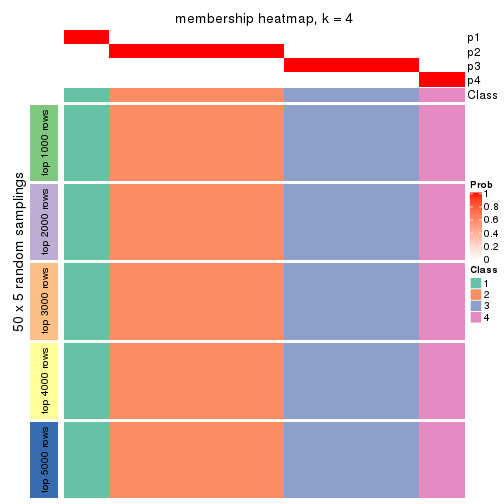 membership heatmap, k = 4
p1
p2
p3
p4
Class
50 x 5 random samplings
top 1000 rows
top 2000 rows
top 3000 rows
top 4000 rows
top 5000 rows
Prob
1
0.8
0.6
0.4
0.2
0
Class
1
2
3
4